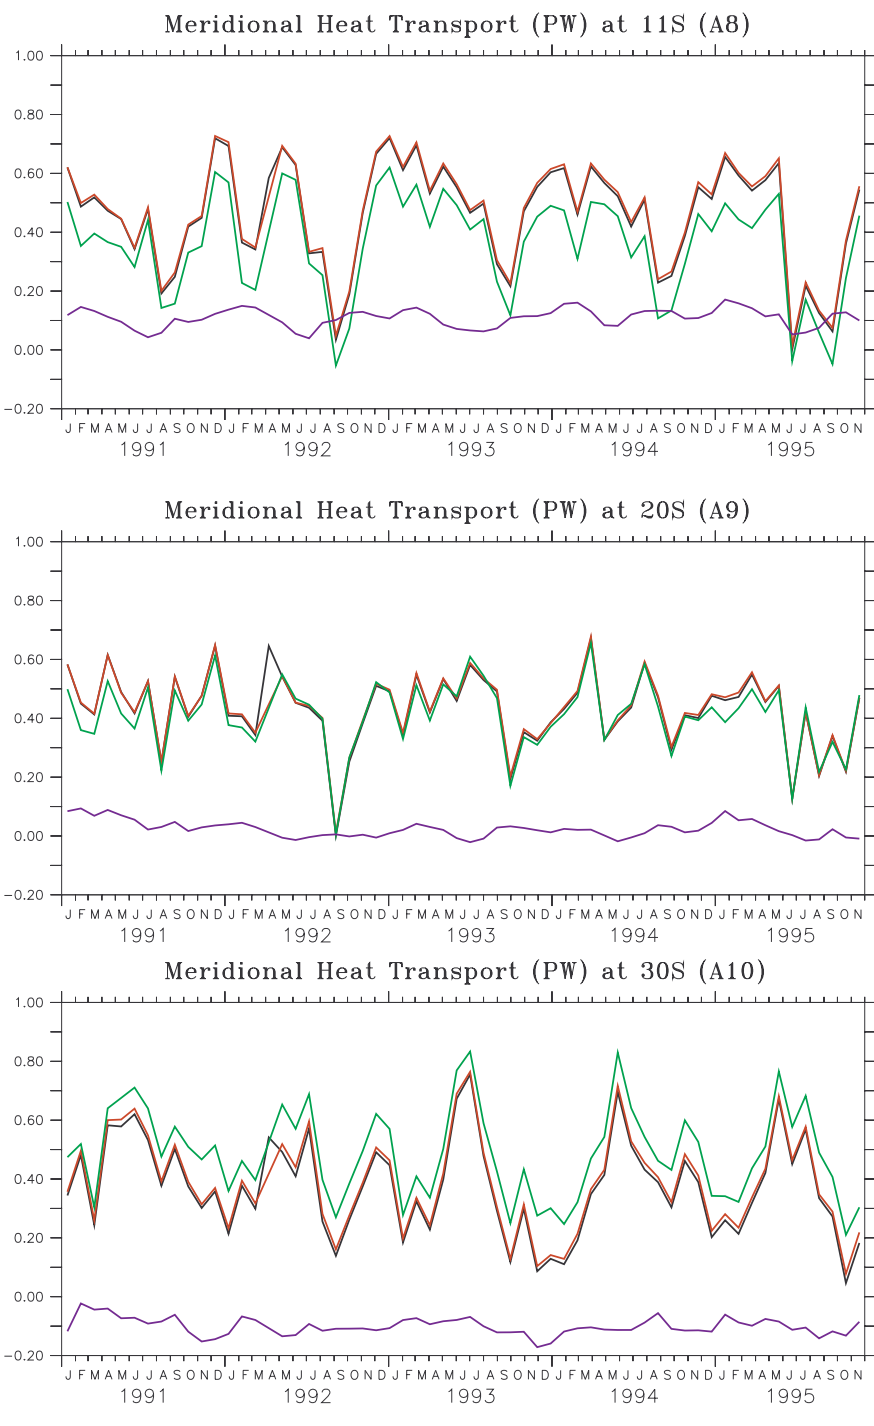 Meridional Heat Transport (PW) at 11S (A8)
1.00
0.80
0.60
0.40
0.20
0.00
−0.20
J F M A M J J A S O N D J F M A M J J A S O N D J F M A M J J A S O N D J F M A M J J A S O N D J F M A M J J A S O N
1991 1992 1993 1994 1995
Meridional Heat Transport (PW) at 20S (A9)
1.00
0.80
0.60
0.40
0.20
0.00
−0.20
J F M A M J J A S O N D J F M A M J J A S O N D J F M A M J J A S O N D J F M A M J J A S O N D J F M A M J J A S O N
1991 1992 1993 1994 1995
Meridional Heat Transport (PW) at 30S (A10)
1.00
0.80
0.60
0.40
0.20
0.00
−0.20
J F M A M J J A S O N D J F M A M J J A S O N D J F M A M J J A S O N D J F M A M J J A S O N D J F M A M J J A S O N
1991 1992 1993 1994 1995